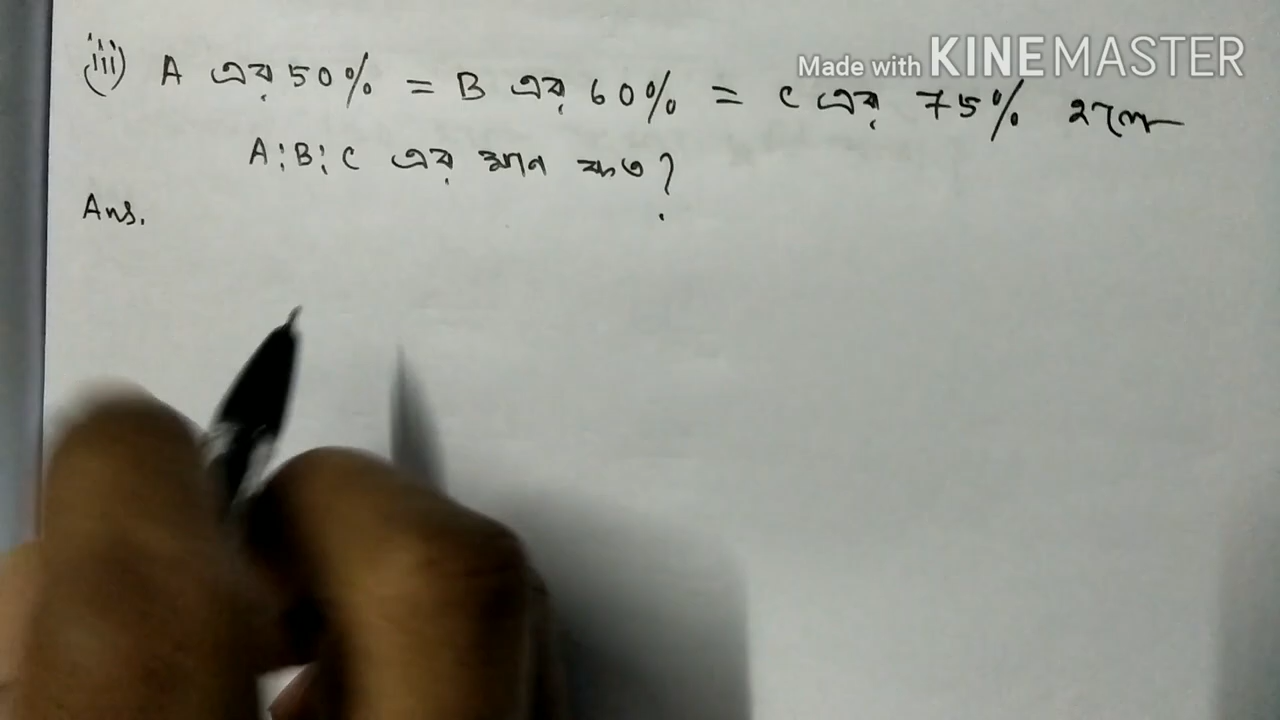 Made with KINEMASTER
(iii) A এর 50% = B এর 60% = C এর 75% হলে
A:B:C এর মান কত?
Ans.